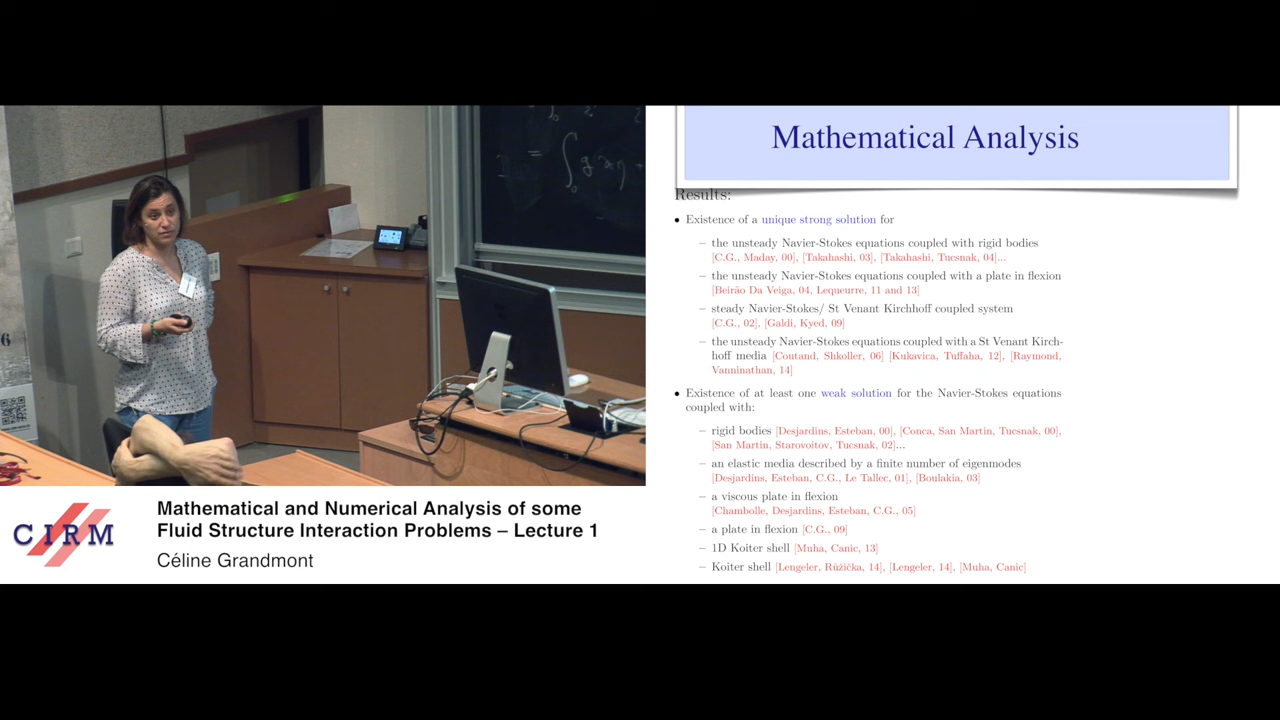 Mathematical Analysis
Results:
• Existence of a unique strong solution for
– the unsteady Navier-Stokes equations coupled with rigid bodies
[C.G., Maday, 00], [Takahashi, 03], [Takahashi, Tucsnak, 04]...
– the unsteady Navier-Stokes equations coupled with a plate in flexion
[Beirão Da Veiga, 04, Lequeurre, 11 and 13]
– steady Navier-Stokes/ St Venant Kirchhoff coupled system
[C.G., 02], [Galdi, Kyed, 09]
– the unsteady Navier-Stokes equations coupled with a St Venant Kirch-
hoff media [Coutand, Shkoller, 06] [Kukavica, Tuffaha, 12], [Raymond,
Vanninathan, 14]
• Existence of at least one weak solution for the Navier-Stokes equations
coupled with:
– rigid bodies [Desjardins, Esteban, 00], [Conca, San Martin, Tucsnak, 00],
[San Martin, Starovoitov, Tucsnak, 02]...
– an elastic media described by a finite number of eigenmodes
[Desjardins, Esteban, C.G., Le Tallec, 01], [Boulakia, 03]
– a viscous plate in flexion
[Chambolle, Desjardins, Esteban, C.G., 05]
– a plate in flexion [C.G., 09]
– 1D Koiter shell [Muha, Canic, 13]
– Koiter shell [Lengeler, Růžička, 14], [Lengeler, 14], [Muha, Canic]
CIRM
Mathematical and Numerical Analysis of some
Fluid Structure Interaction Problems – Lecture 1
Céline Grandmont